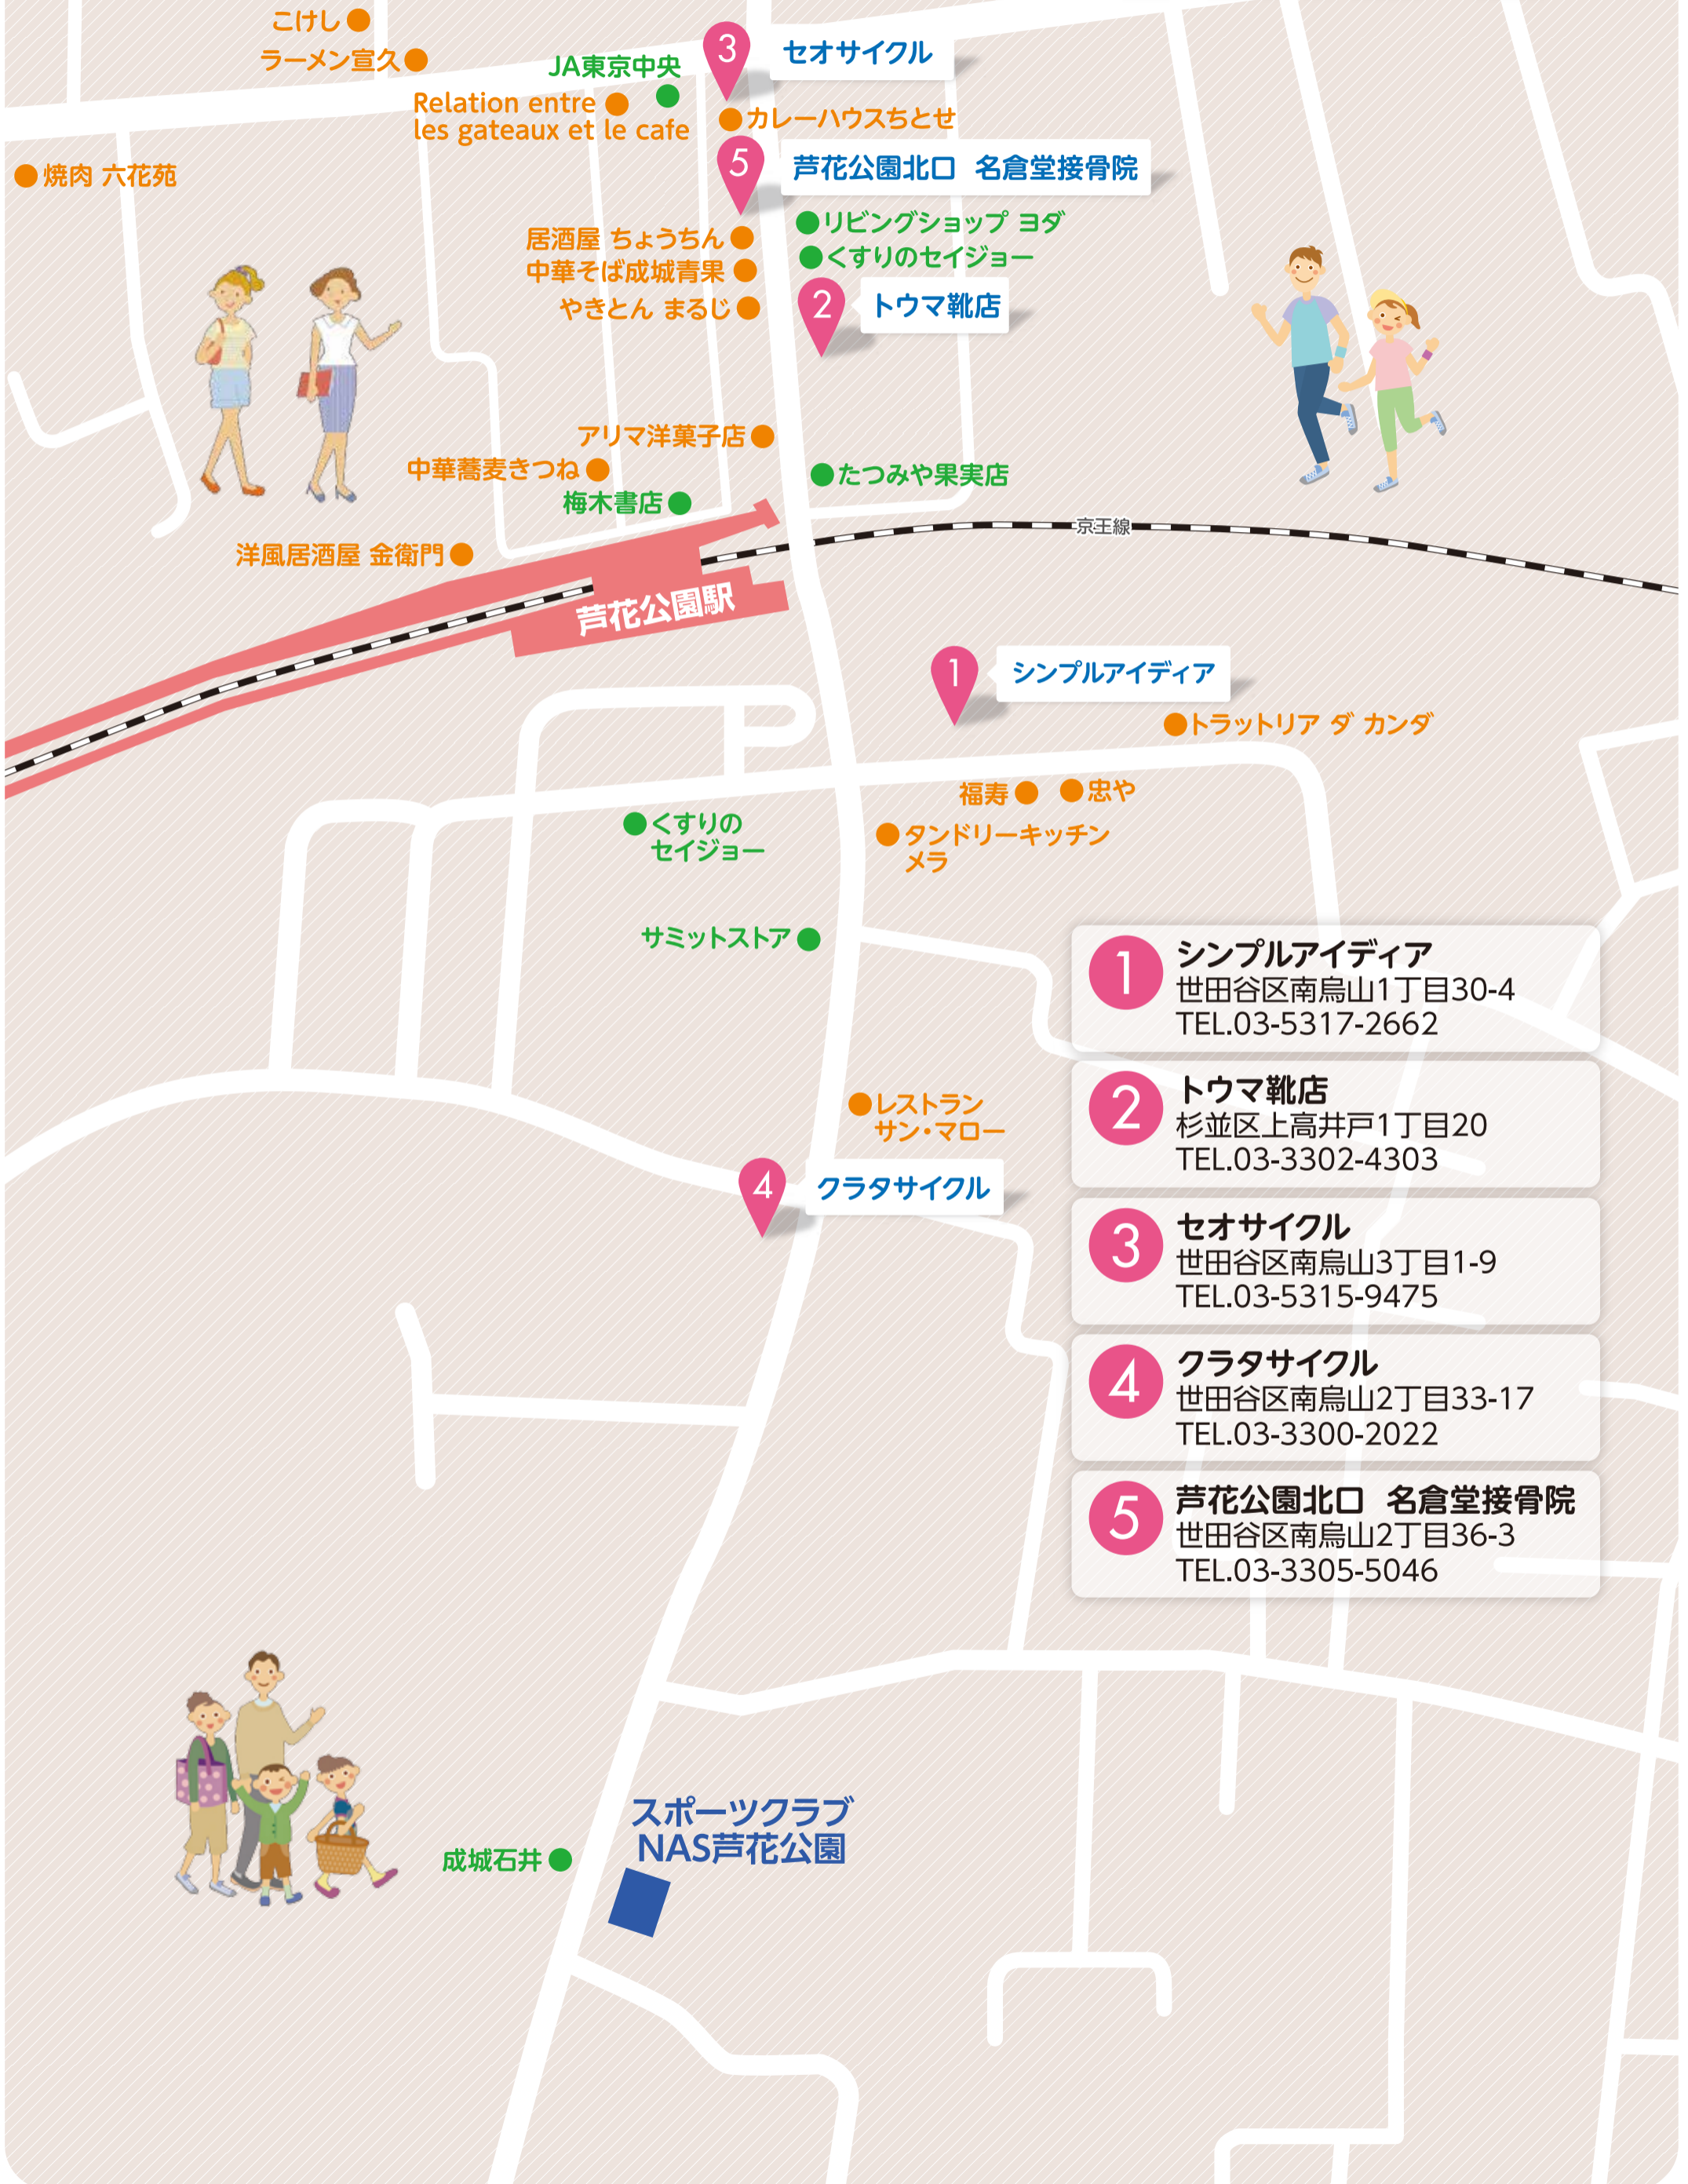 こけし
ラーメン宣久
JA東京中央
3
セオサイクル
Relation entre
les gateaux et le cafe
カレーハウスちとせ
5
芦花公園北口 名倉堂接骨院
焼肉 六花苑
リビングショップ ヨダ
居酒屋 ちょうちん
くすりのセイジョー
中華そば成城青果
やきとん まるじ
2
トウマ靴店
アリマ洋菓子店
中華蕎麦きつね
たつみや果実店
梅木書店
京王線
洋風居酒屋 金衛門
芦花公園駅
1
シンプルアイディア
トラットリア ダ カンダ
福寿
忠や
くすりの
セイジョー
タンドリーキッチン
メラ
サミットストア
レストラン
サン・マロー
4
クラタサイクル
1
シンプルアイディア
世田谷区南烏山1丁目30-4
TEL.03-5317-2662
2
トウマ靴店
杉並区上高井戸1丁目20
TEL.03-3302-4303
3
セオサイクル
世田谷区南烏山3丁目1-9
TEL.03-5315-9475
4
クラタサイクル
世田谷区南烏山2丁目33-17
TEL.03-3300-2022
5
芦花公園北口 名倉堂接骨院
世田谷区南烏山2丁目36-3
TEL.03-3305-5046
スポーツクラブ
NAS芦花公園
成城石井